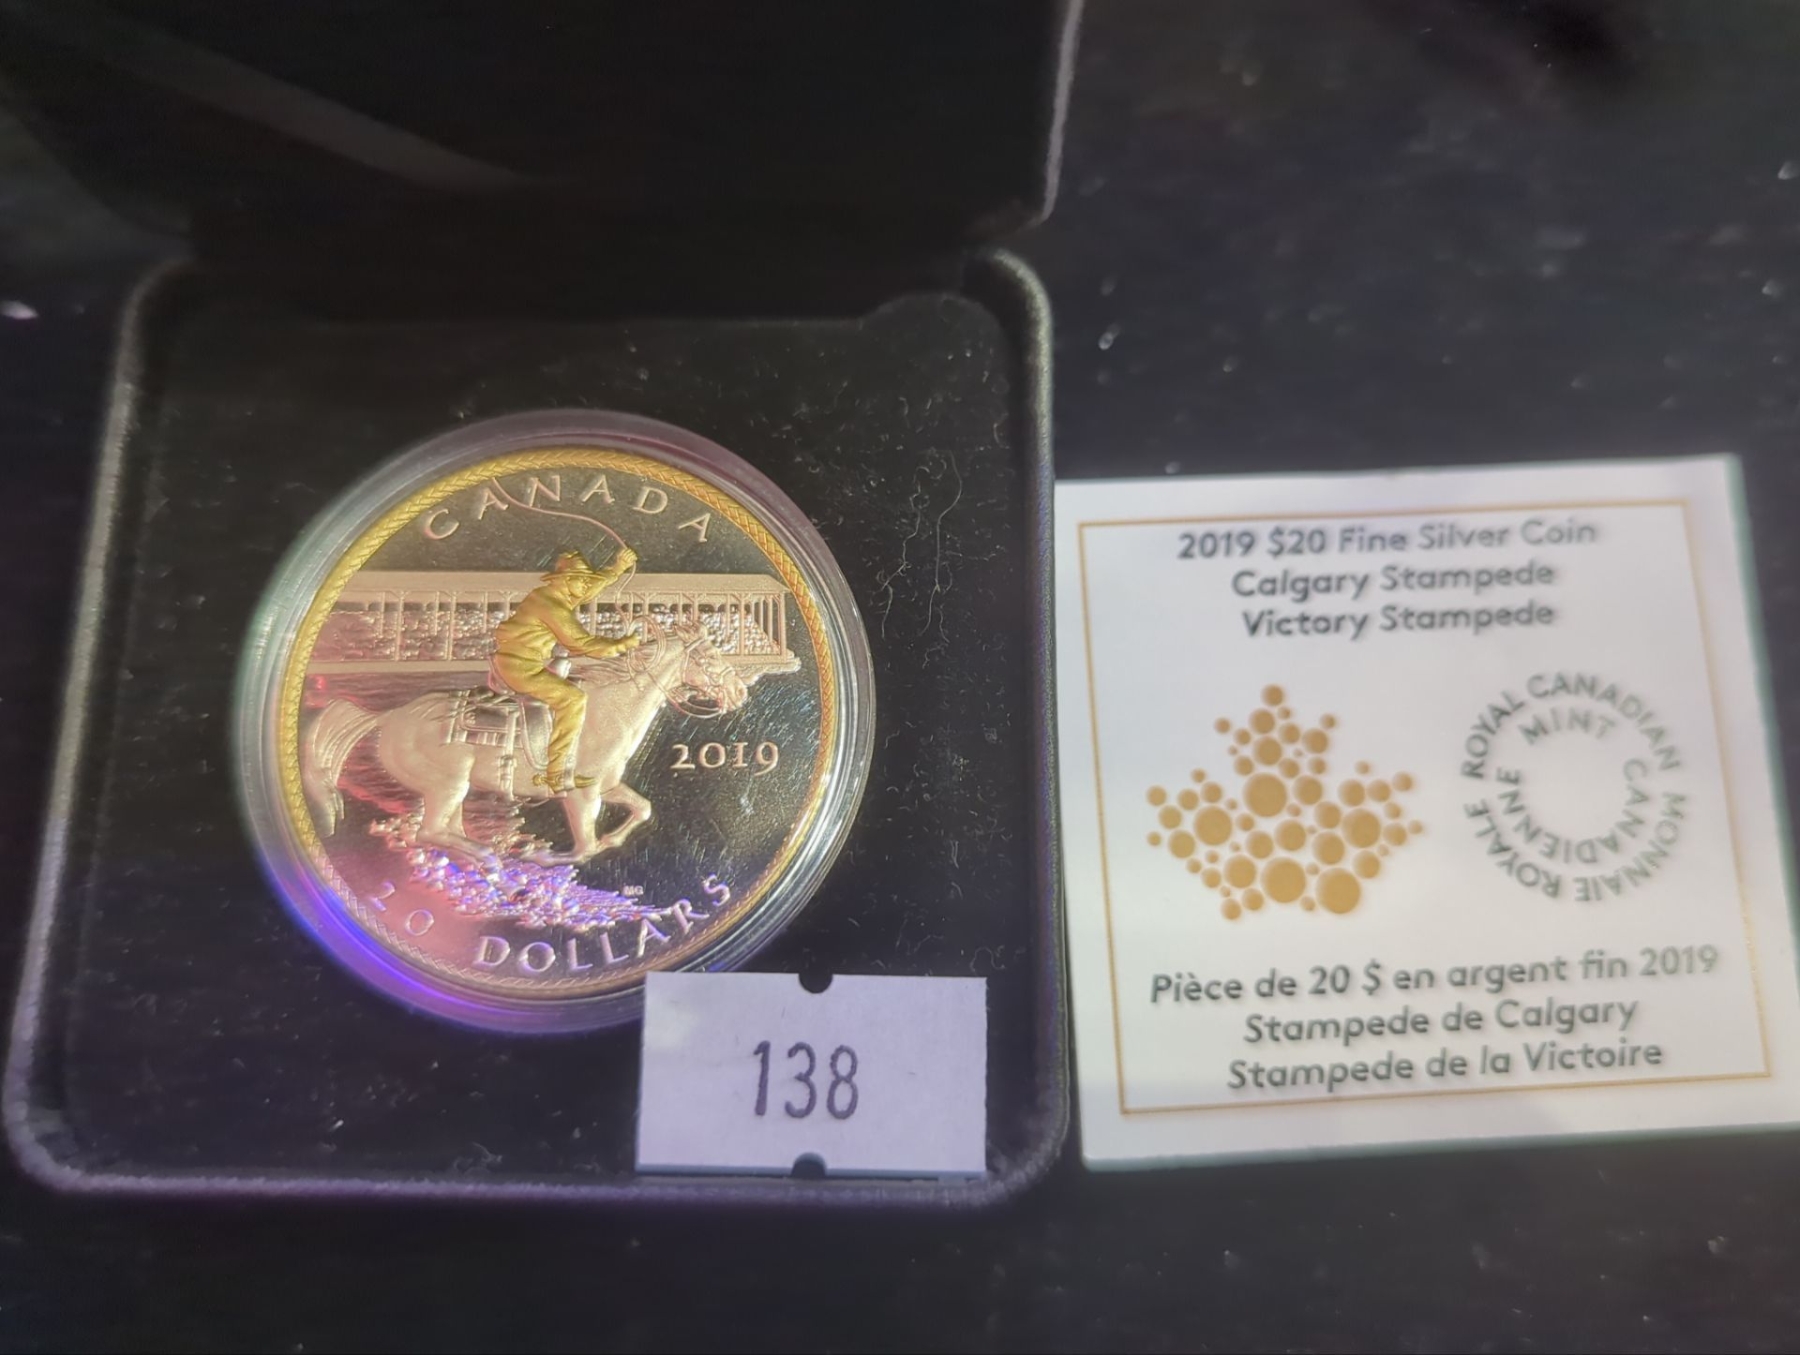 CANADA
2019
MG
20 DOLLARS
138
2019 $20 Fine Silver Coin
Calgary Stampede
Victory Stampede
ROYAL CANADIAN MINT
MONNAIE ROYALE CANADIENNE
Pièce de 20 $ en argent fin 2019
Stampede de Calgary
Stampede de la Victoire